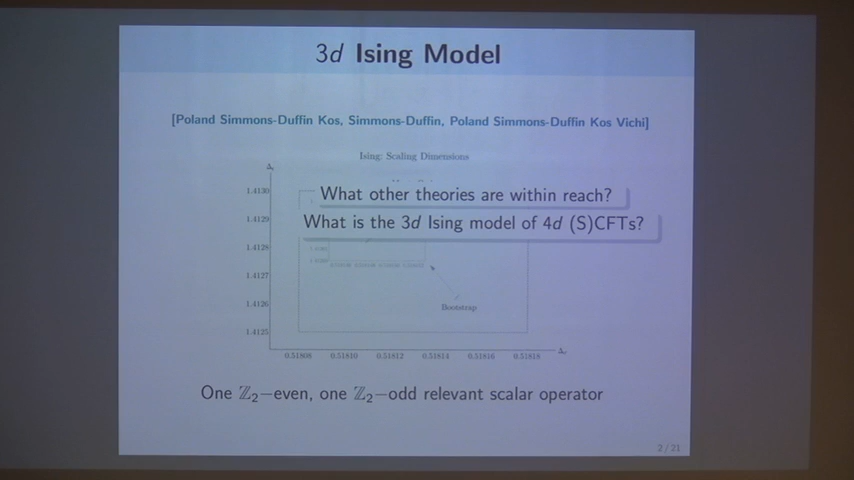 3d Ising Model
[Poland Simmons-Duffin Kos, Simmons-Duffin, Poland Simmons-Duffin Kos Vichi]
Ising: Scaling Dimensions
1.4130
What other theories are within reach?
1.4129
What is the 3d Ising model of 4d (S)CFTs?
1.4128
1.4127
1.4126
Bootstrap
1.4125
0.51808 0.51810 0.51812 0.51814 0.51816 0.51818
One ℤ₂−even, one ℤ₂−odd relevant scalar operator
2 / 21